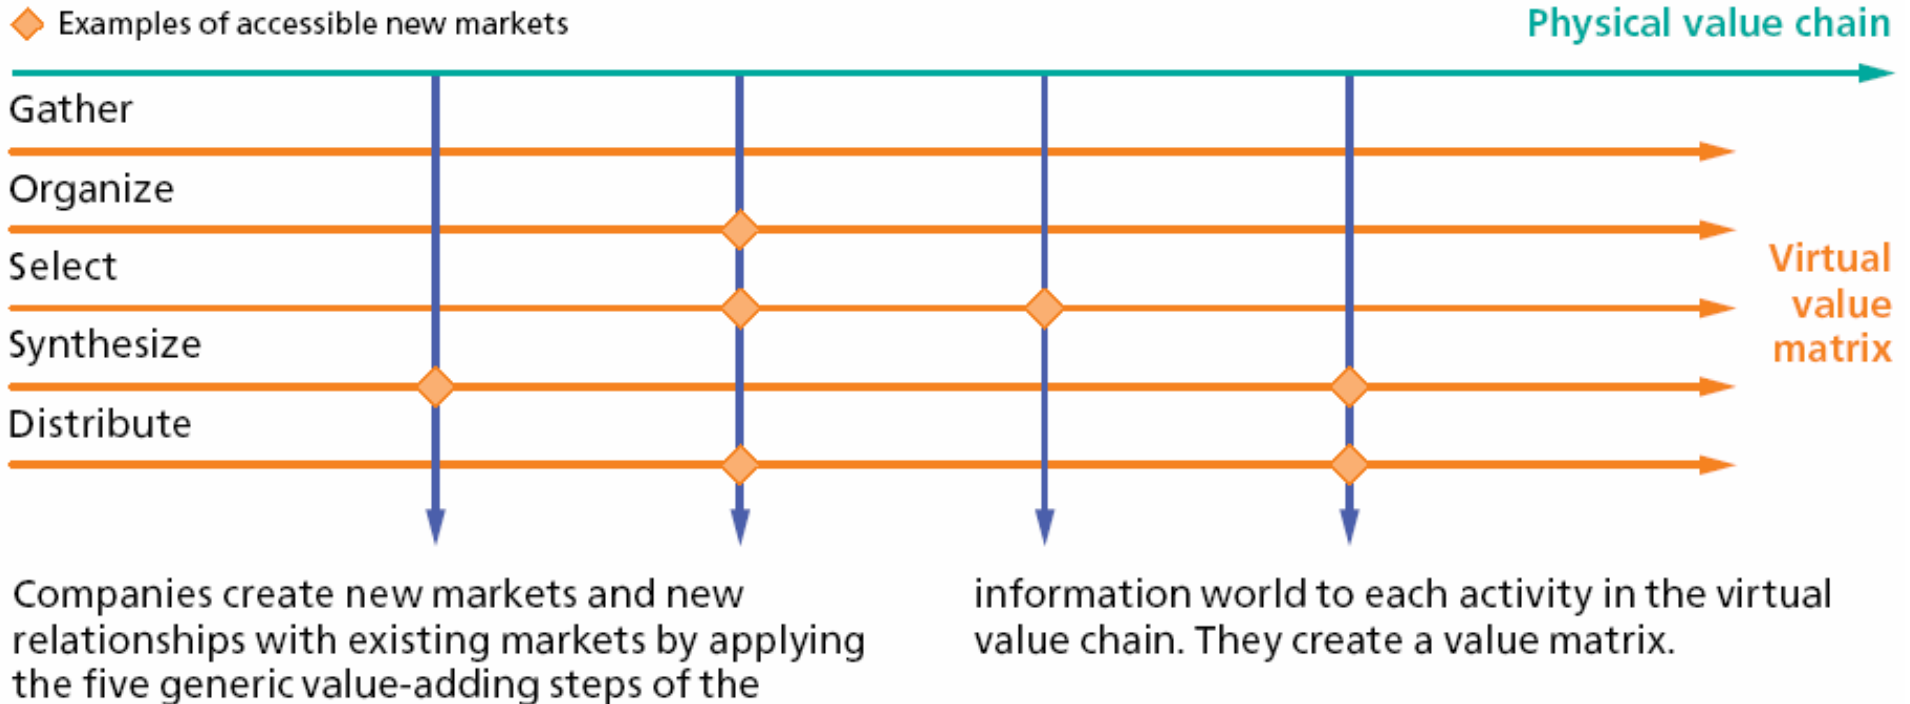 Examples of accessible new markets
Physical value chain
Gather
Organize
Select
Synthesize
Distribute
Virtual
value
matrix
Companies create new markets and new
relationships with existing markets by applying
the five generic value-adding steps of the
information world to each activity in the virtual
value chain. They create a value matrix.